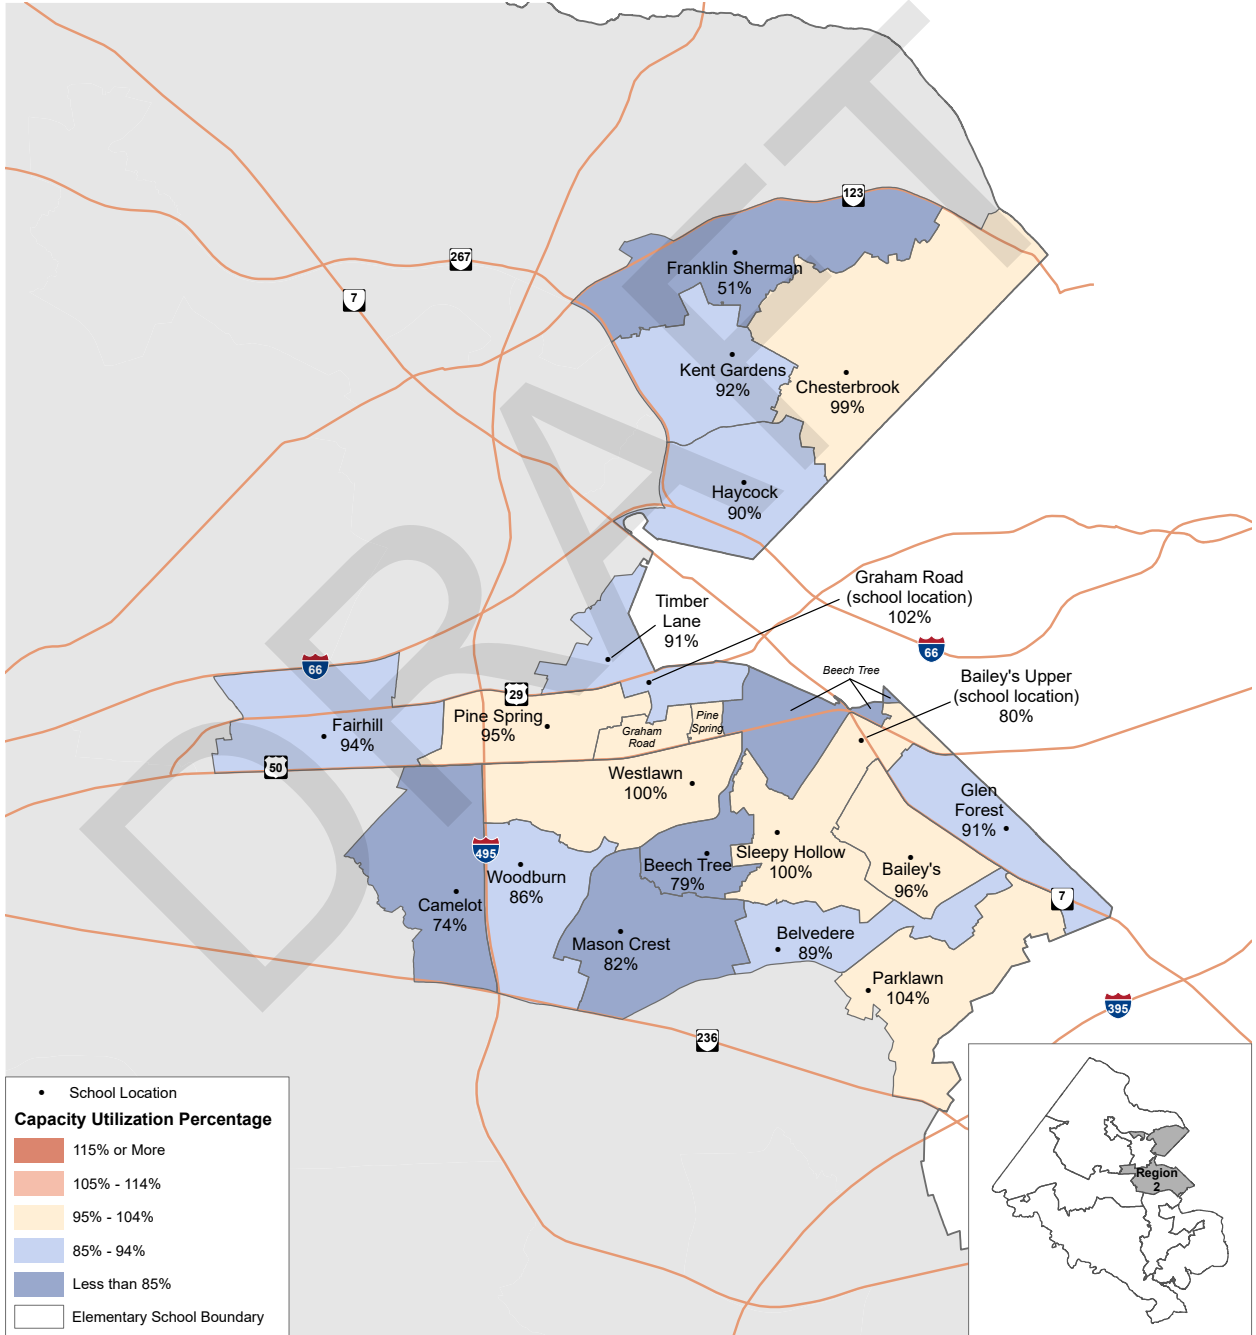 DRAFT
123
267
7
Franklin Sherman
51%
Kent Gardens
92%
Chesterbrook
99%
Haycock
90%
Graham Road
(school location)
102%
Timber
Lane
91%
66
66
Beech Tree
Bailey's Upper
(school location)
80%
29
Pine Spring
95%
Pine
Spring
Graham
Road
Fairhill
94%
50
Westlawn
100%
Glen
Forest
91%
495
Woodburn
86%
Beech Tree
79%
Sleepy Hollow
100%
Bailey's
96%
Camelot
74%
7
Mason Crest
82%
Belvedere
89%
Parklawn
104%
395
236
School Location
Capacity Utilization Percentage
115% or More
105% - 114%
95% - 104%
85% - 94%
Less than 85%
Elementary School Boundary
Region
2